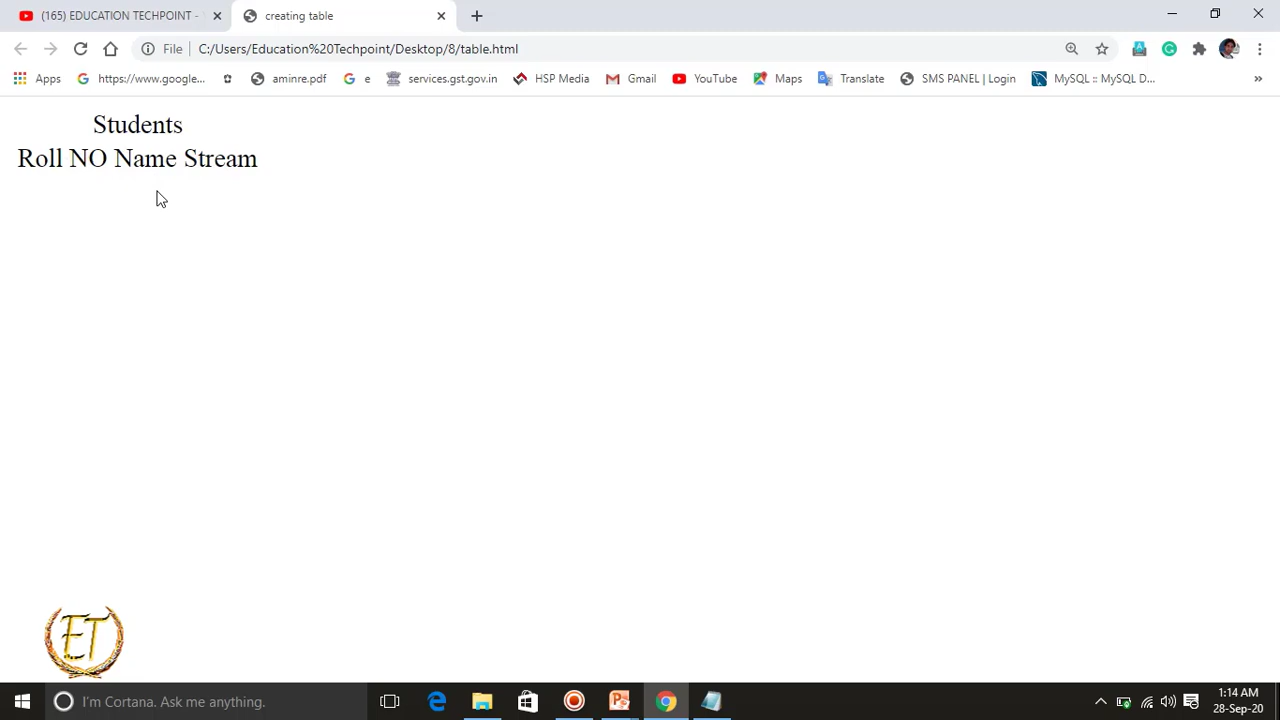 (165) EDUCATION TECHPOINT -
creating table
File
C:/Users/Education%20Techpoint/Desktop/8/table.html
Apps
https://www.google...
aminre.pdf
e
services.gst.gov.in
HSP Media
Gmail
YouTube
Maps
Translate
SMS PANEL | Login
MySQL :: MySQL D...
»
Students
Roll NO Name Stream
ET
I'm Cortana. Ask me anything.
1:14 AM
28-Sep-20